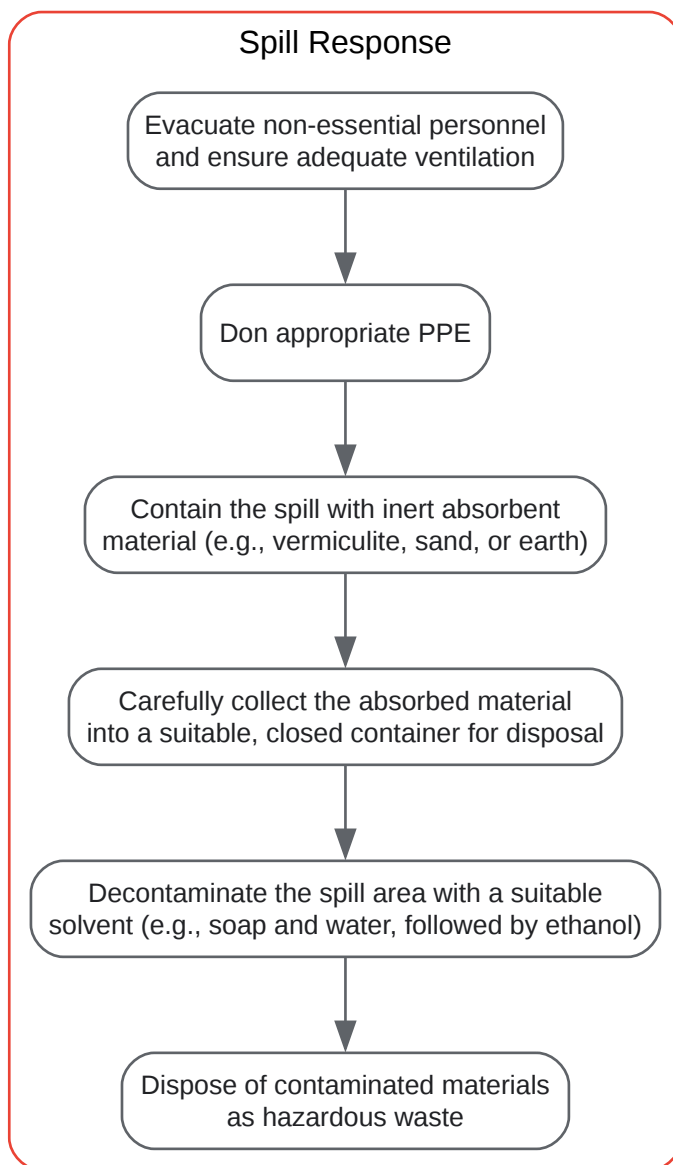 Spill Response
Evacuate non-essential personnel
and ensure adequate ventilation
Don appropriate PPE
Contain the spill with inert absorbent
material (e.g., vermiculite, sand, or earth)
Carefully collect the absorbed material
into a suitable, closed container for disposal
Decontaminate the spill area with a suitable
solvent (e.g., soap and water, followed by ethanol)
Dispose of contaminated materials
as hazardous waste